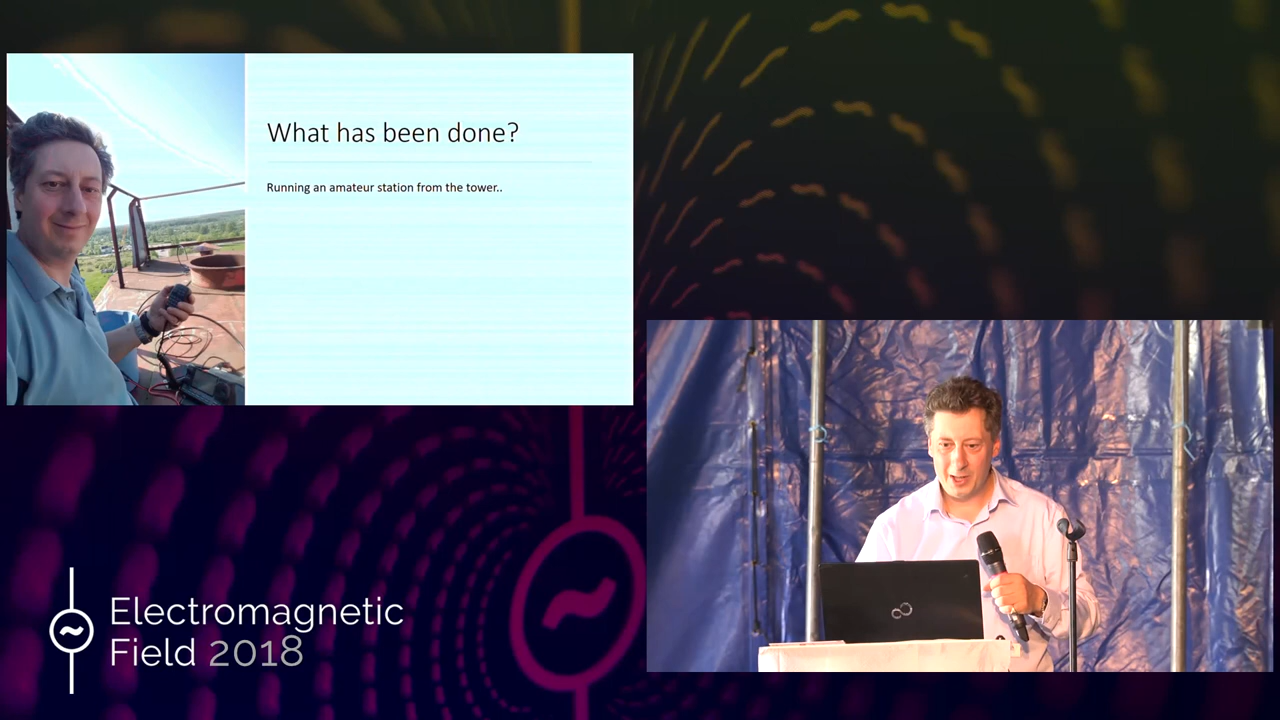 What has been done?
Running an amateur station from the tower..
Electromagnetic
Field 2018